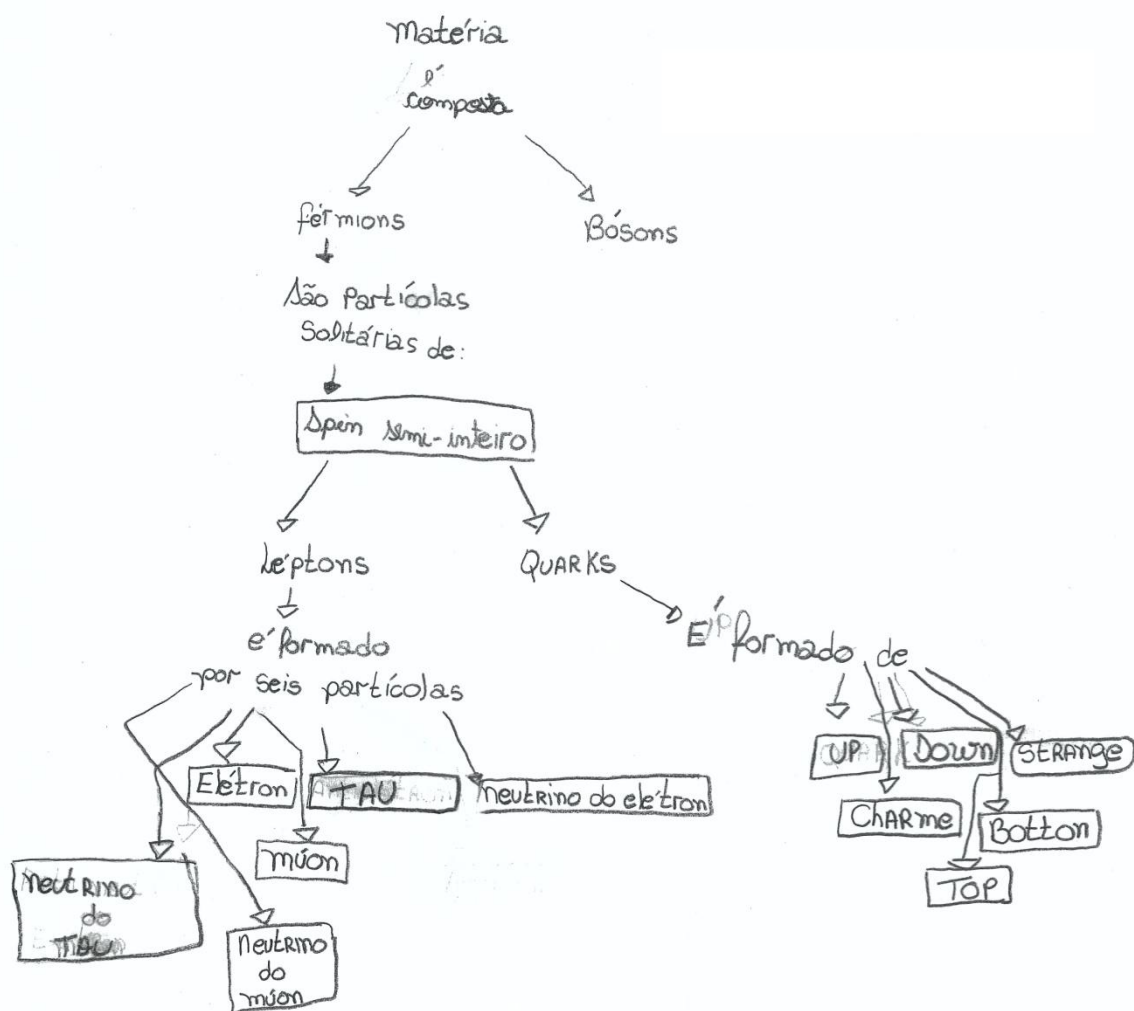 matéria
é
composta
férmions
Bósons
São Partícolas
Solitárias de:
Spin semi-inteiro
Léptons
QUARKS
é formado
por seis partícolas
É formado de
Elétron
TAU
neutrino do elétron
múon
neutRino
do
TAU
neutRino
do
múon
UP
Down
STRANGE
ChARme
Botton
TOP